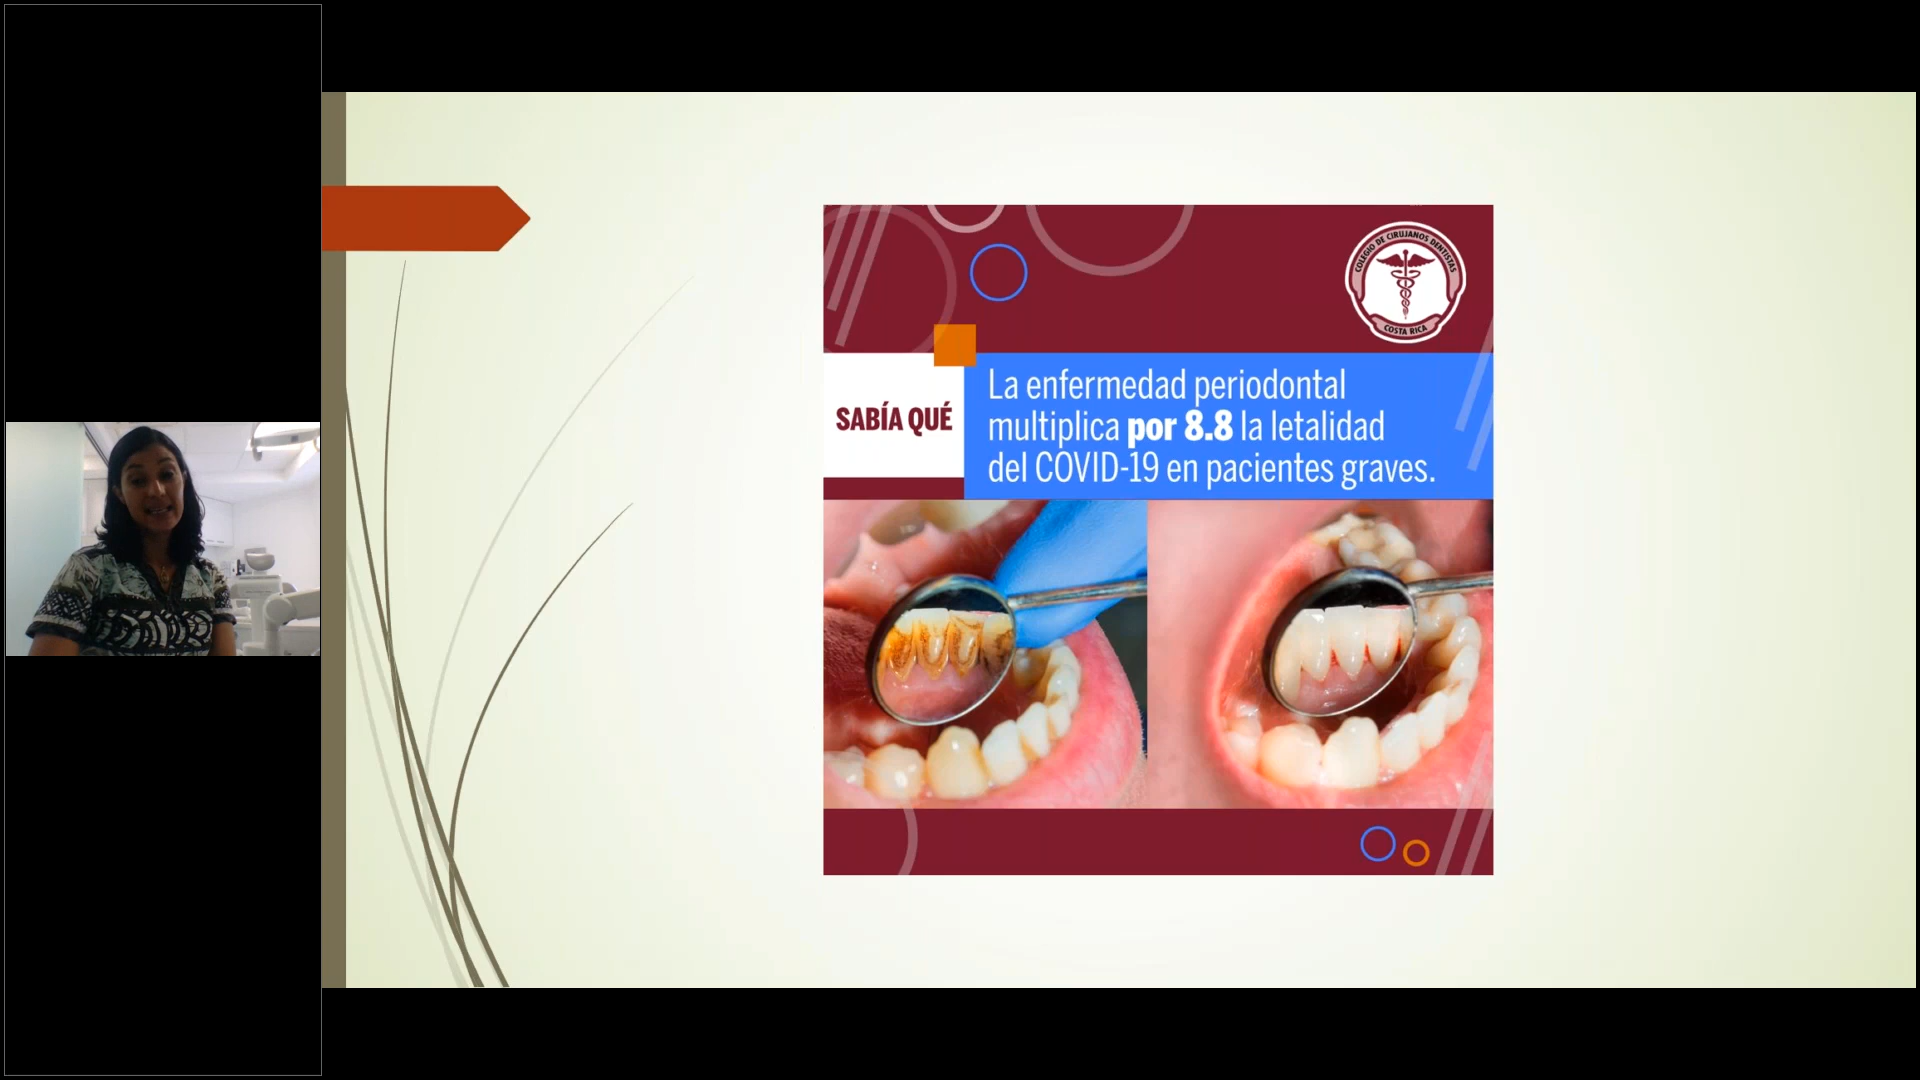 COLEGIO DE CIRUJANOS DENTISTAS
COSTA RICA
SABÍA QUÉ
La enfermedad periodontal
multiplica por 8.8 la letalidad
del COVID-19 en pacientes graves.